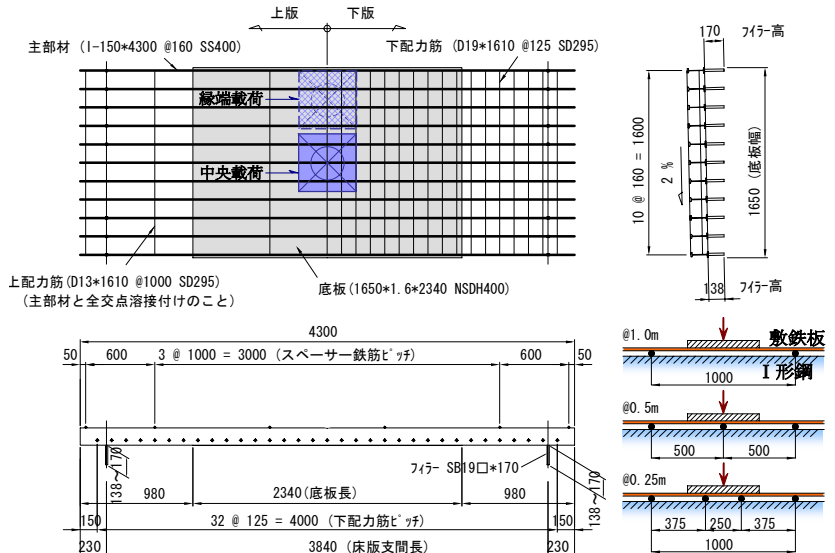 上版 下版
主部材 (I-150*4300 @160 SS400)
下配力筋 (D19*1610 @125 SD295)
縁端載荷
中央載荷
上配力筋(D13*1610 @1000 SD295)
(主部材と全交点溶接付けのこと)
底板(1650*1.6*2340 NSDH400)
170 フィラー高
10 @ 160 = 1600
2 %
1650 (底板幅)
138 フィラー高
4300
50 600 3 @ 1000 = 3000 (スペーサー鉄筋ピッチ) 600 50
138~170
フィラー SB19□*170
138~170
980 2340(底板長) 980
150 32 @ 125 = 4000 (下配力筋ピッチ) 150
230 3840 (床版支間長) 230
@1.0m 敷鉄板
I形鋼
1000
@0.5m
500 500
@0.25m
375 250 375
1000